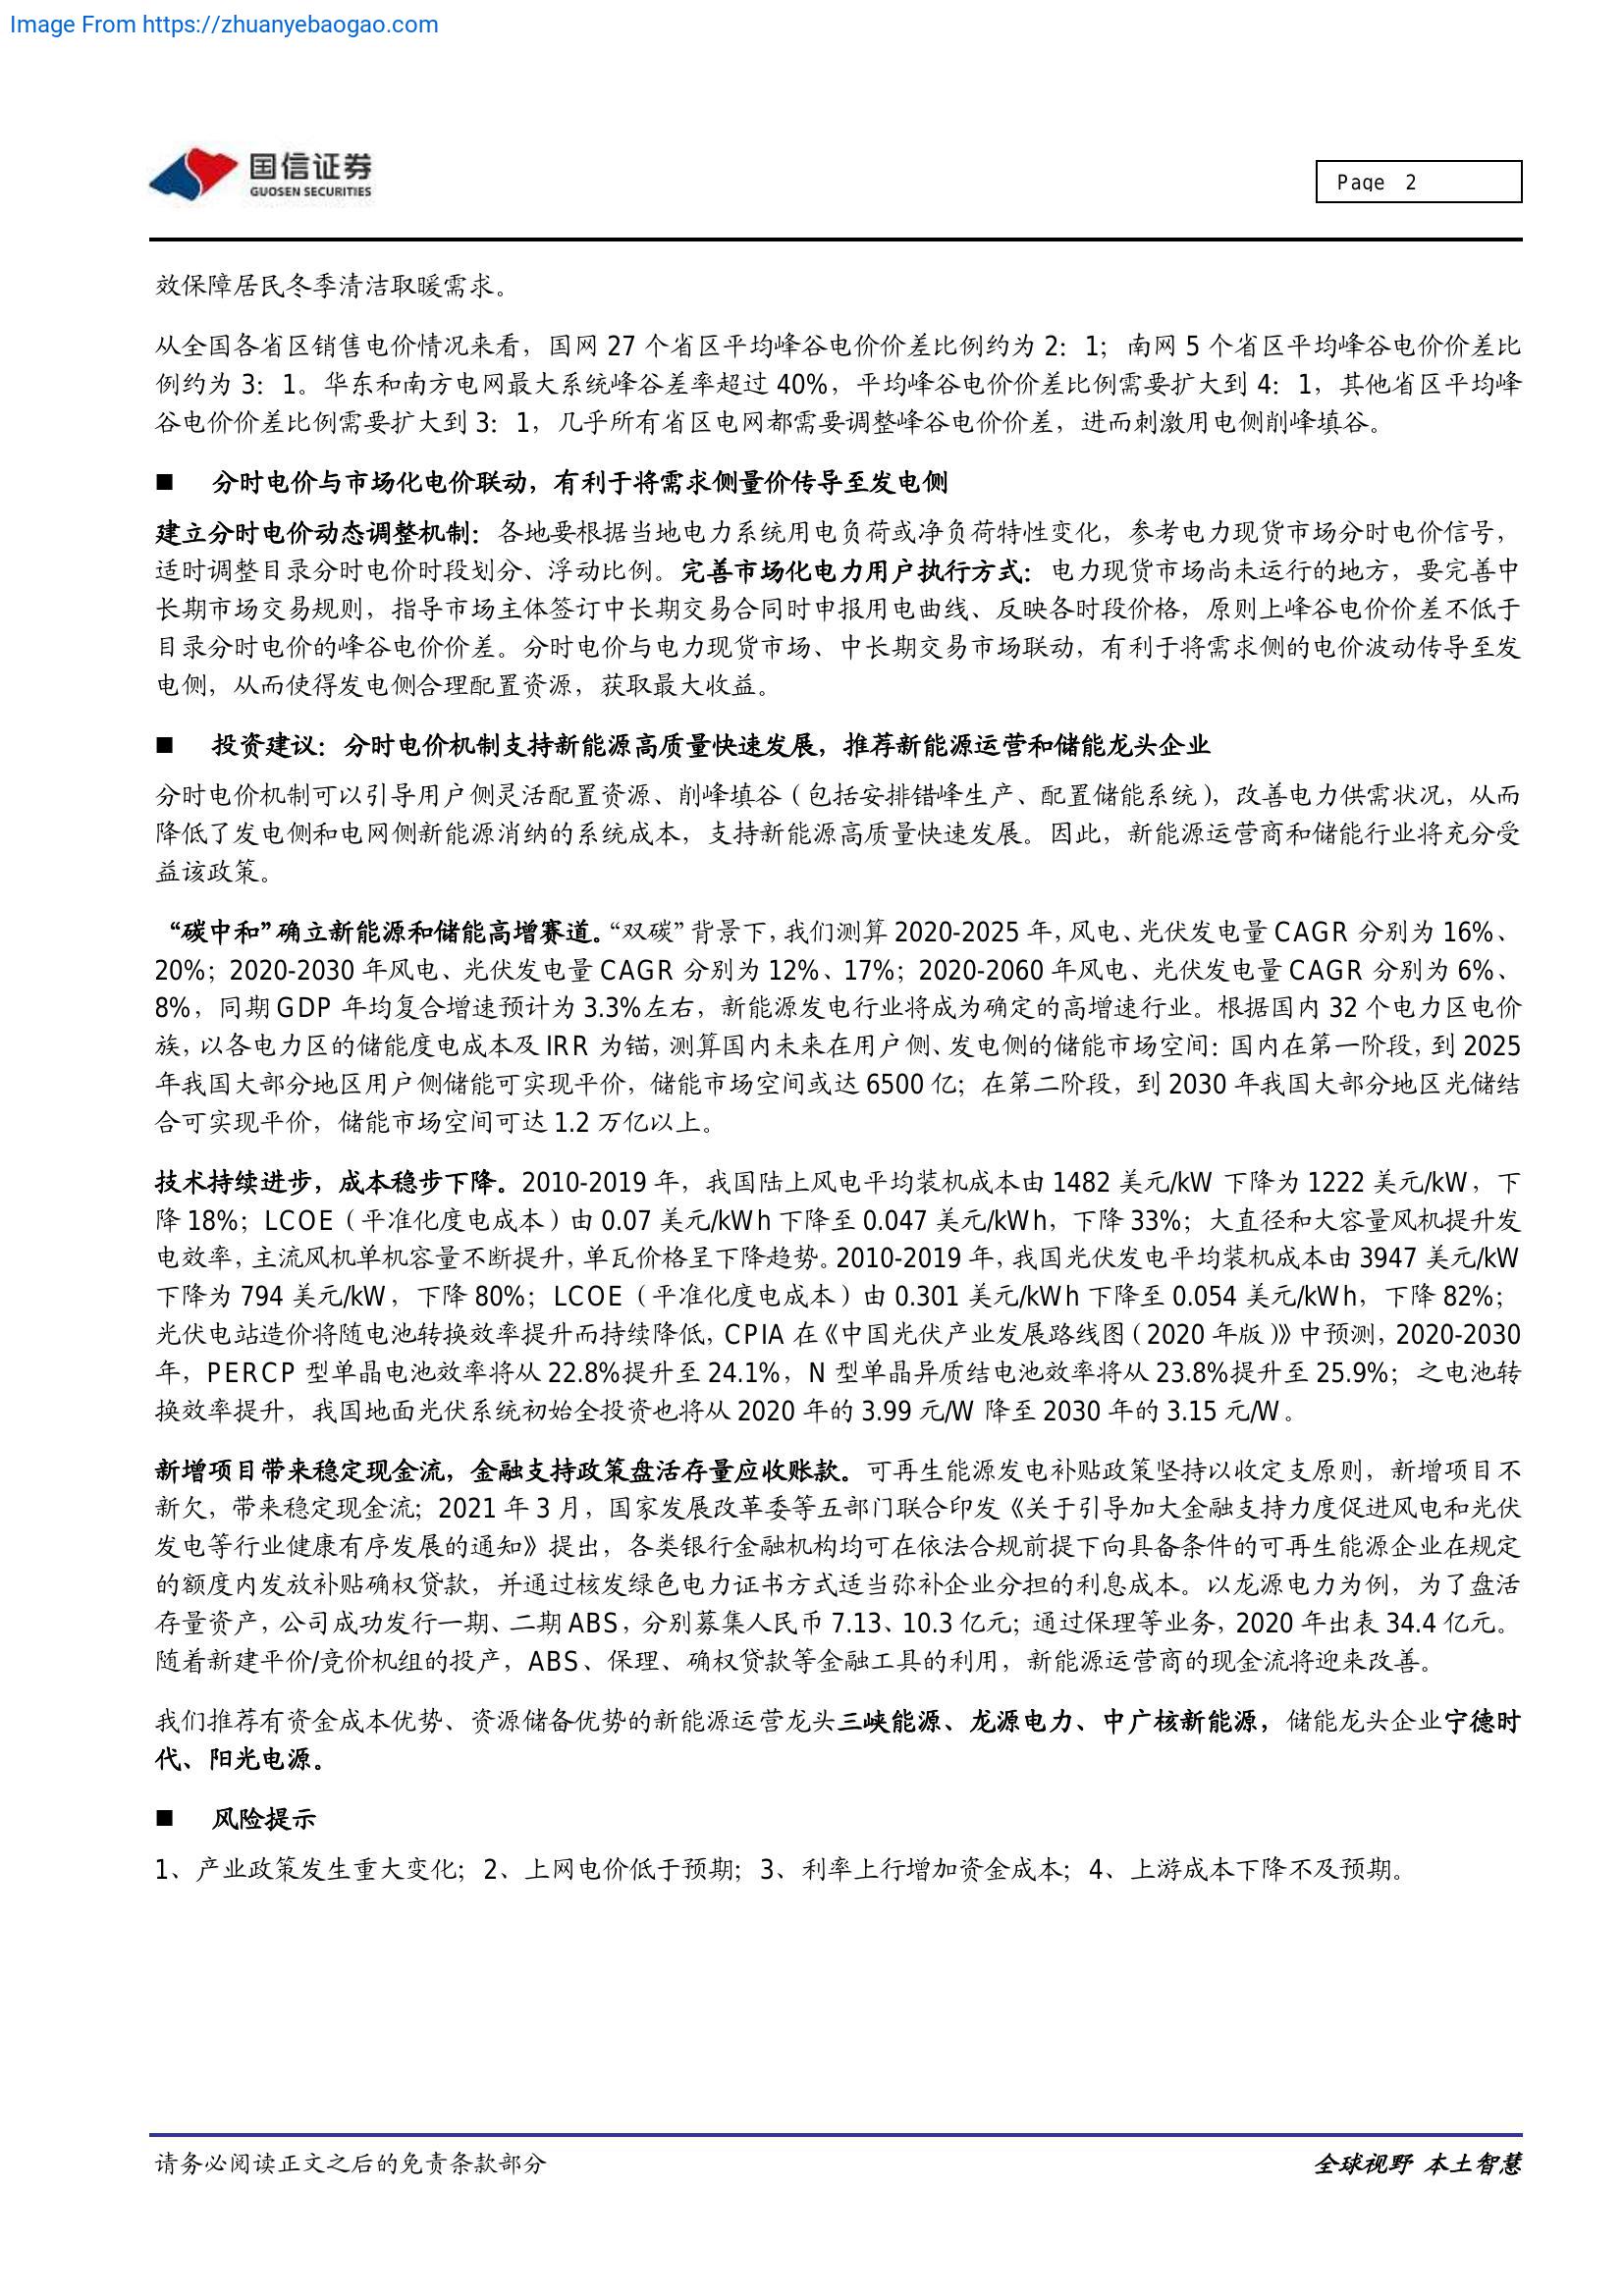 Image From https://zhuanyebaogao.com
国信证券
GUOSEN SECURITIES
Page 2
效保障居民冬季清洁取暖需求。
从全国各省区销售电价情况来看，国网 27 个省区平均峰谷电价价差比例约为 2：1；南网 5 个省区平均峰谷电价价差比
例约为 3：1。华东和南方电网最大系统峰谷差率超过 40%，平均峰谷电价价差比例需要扩大到 4：1，其他省区平均峰
谷电价价差比例需要扩大到 3：1，几乎所有省区电网都需要调整峰谷电价价差，进而刺激用电侧削峰填谷。
■ 分时电价与市场化电价联动，有利于将需求侧量价传导至发电侧
建立分时电价动态调整机制：各地要根据当地电力系统用电负荷或净负荷特性变化，参考电力现货市场分时电价信号，
适时调整目录分时电价时段划分、浮动比例。完善市场化电力用户执行方式：电力现货市场尚未运行的地方，要完善中
长期市场交易规则，指导市场主体签订中长期交易合同时申报用电曲线、反映各时段价格，原则上峰谷电价价差不低于
目录分时电价的峰谷电价价差。分时电价与电力现货市场、中长期交易市场联动，有利于将需求侧的电价波动传导至发
电侧，从而使得发电侧合理配置资源，获取最大收益。
■ 投资建议：分时电价机制支持新能源高质量快速发展，推荐新能源运营和储能龙头企业
分时电价机制可以引导用户侧灵活配置资源、削峰填谷（包括安排错峰生产、配置储能系统），改善电力供需状况，从而
降低了发电侧和电网侧新能源消纳的系统成本，支持新能源高质量快速发展。因此，新能源运营商和储能行业将充分受
益该政策。
“碳中和”确立新能源和储能高增赛道。“双碳”背景下，我们测算 2020-2025 年，风电、光伏发电量 CAGR 分别为 16%、
20%；2020-2030 年风电、光伏发电量 CAGR 分别为 12%、17%；2020-2060 年风电、光伏发电量 CAGR 分别为 6%、
8%，同期 GDP 年均复合增速预计为 3.3%左右，新能源发电行业将成为确定的高增速行业。根据国内 32 个电力区电价
族，以各电力区的储能度电成本及 IRR 为锚，测算国内未来在用户侧、发电侧的储能市场空间：国内在第一阶段，到 2025
年我国大部分地区用户侧储能可实现平价，储能市场空间或达 6500 亿；在第二阶段，到 2030 年我国大部分地区光储结
合可实现平价，储能市场空间可达 1.2 万亿以上。
技术持续进步，成本稳步下降。2010-2019 年，我国陆上风电平均装机成本由 1482 美元/kW 下降为 1222 美元/kW，下
降 18%；LCOE（平准化度电成本）由 0.07 美元/kWh 下降至 0.047 美元/kWh，下降 33%；大直径和大容量风机提升发
电效率，主流风机单机容量不断提升，单瓦价格呈下降趋势。2010-2019 年，我国光伏发电平均装机成本由 3947 美元/kW
下降为 794 美元/kW，下降 80%；LCOE（平准化度电成本）由 0.301 美元/kWh 下降至 0.054 美元/kWh，下降 82%；
光伏电站造价将随电池转换效率提升而持续降低，CPIA 在《中国光伏产业发展路线图（2020 年版）》中预测，2020-2030
年，PERCP 型单晶电池效率将从 22.8%提升至 24.1%，N 型单晶异质结电池效率将从 23.8%提升至 25.9%；之电池转
换效率提升，我国地面光伏系统初始全投资也将从 2020 年的 3.99 元/W 降至 2030 年的 3.15 元/W。
新增项目带来稳定现金流，金融支持政策盘活存量应收账款。可再生能源发电补贴政策坚持以收定支原则，新增项目不
新欠，带来稳定现金流；2021 年 3 月，国家发展改革委等五部门联合印发《关于引导加大金融支持力度促进风电和光伏
发电等行业健康有序发展的通知》提出，各类银行金融机构均可在依法合规前提下向具备条件的可再生能源企业在规定
的额度内发放补贴确权贷款，并通过核发绿色电力证书方式适当弥补企业分担的利息成本。以龙源电力为例，为了盘活
存量资产，公司成功发行一期、二期 ABS，分别募集人民币 7.13、10.3 亿元；通过保理等业务，2020 年出表 34.4 亿元。
随着新建平价/竞价机组的投产，ABS、保理、确权贷款等金融工具的利用，新能源运营商的现金流将迎来改善。
我们推荐有资金成本优势、资源储备优势的新能源运营龙头三峡能源、龙源电力、中广核新能源，储能龙头企业宁德时
代、阳光电源。
■ 风险提示
1、产业政策发生重大变化；2、上网电价低于预期；3、利率上行增加资金成本；4、上游成本下降不及预期。
请务必阅读正文之后的免责条款部分
全球视野 本土智慧